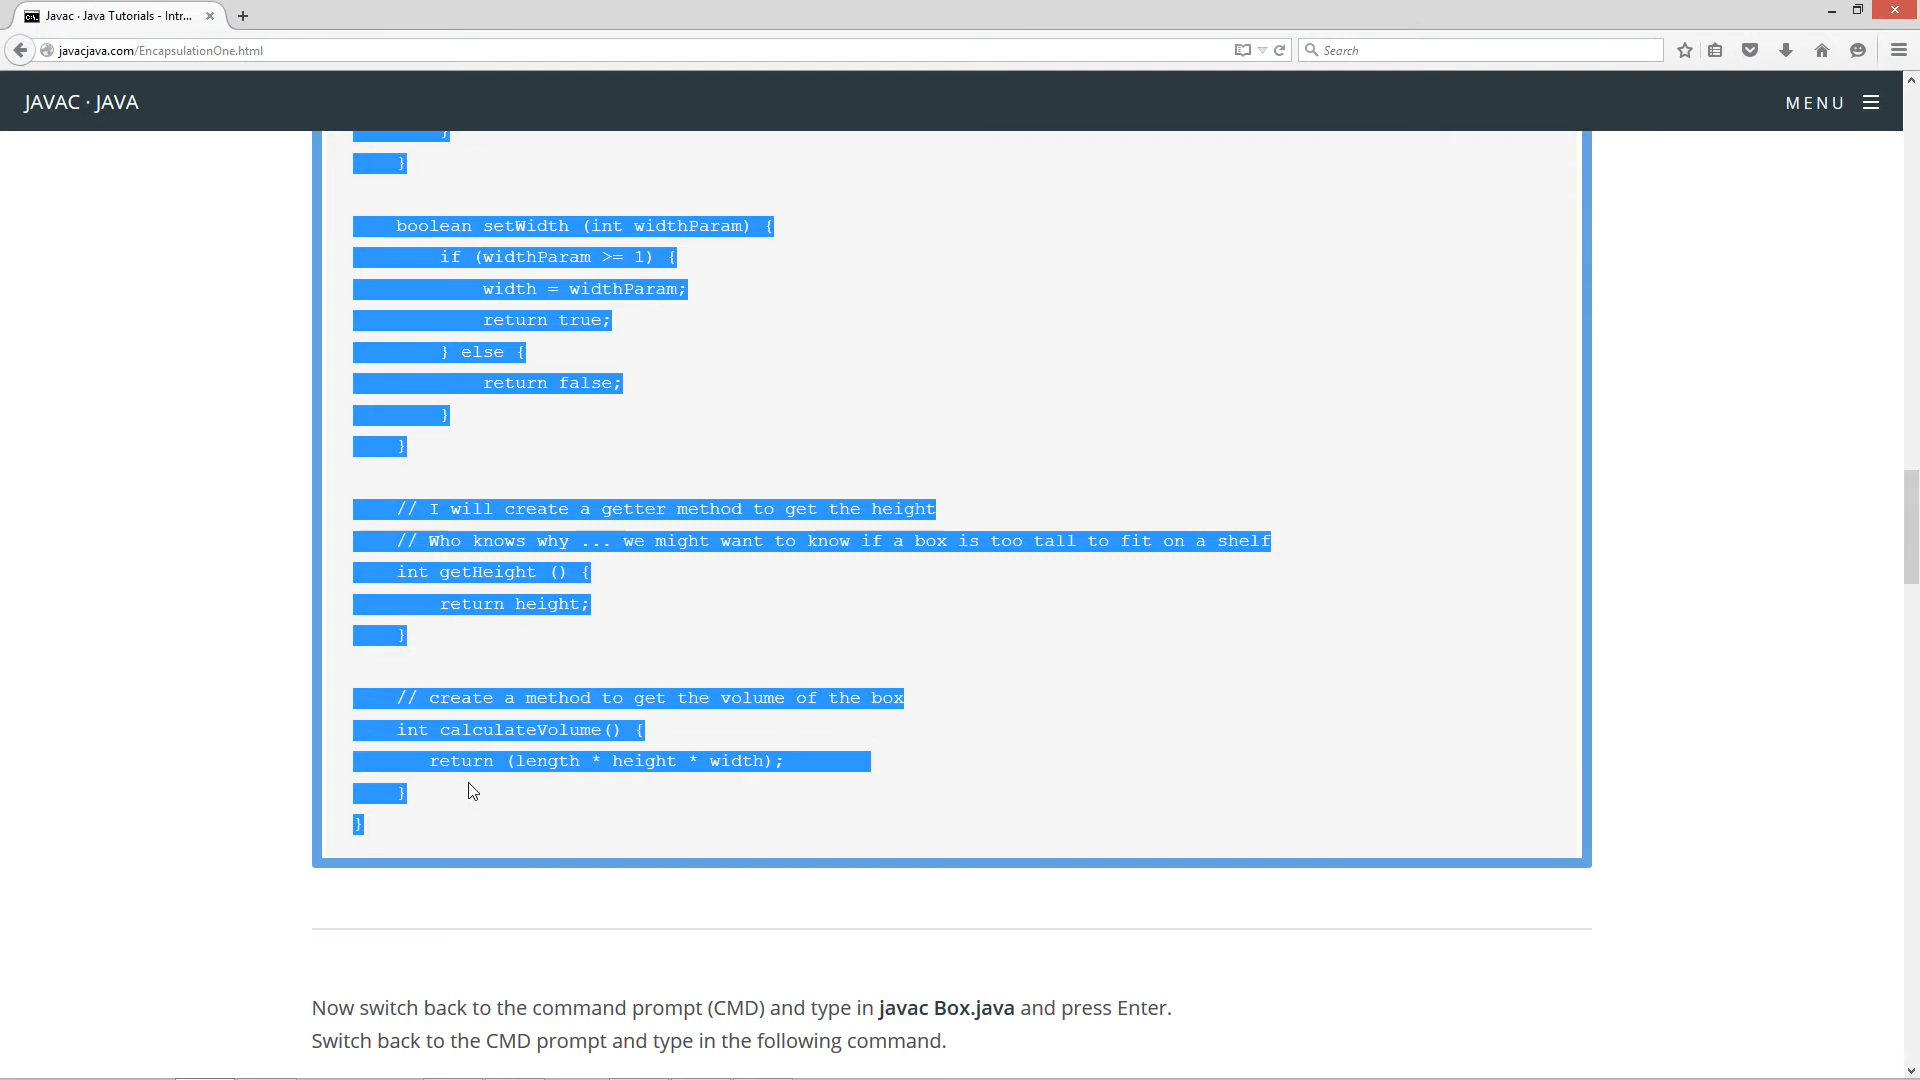 Javac · Java Tutorials - Intr...
javacjava.com/EncapsulationOne.html
Search
JAVAC · JAVA
MENU
}
}
boolean setWidth (int widthParam) {
if (widthParam >= 1) {
width = widthParam;
return true;
} else {
return false;
}
}
// I will create a getter method to get the height
// Who knows why ... we might want to know if a box is too tall to fit on a shelf
int getHeight () {
return height;
}
// create a method to get the volume of the box
int calculateVolume() {
return (length * height * width);
}
}
Now switch back to the command prompt (CMD) and type in javac Box.java and press Enter.
Switch back to the CMD prompt and type in the following command.